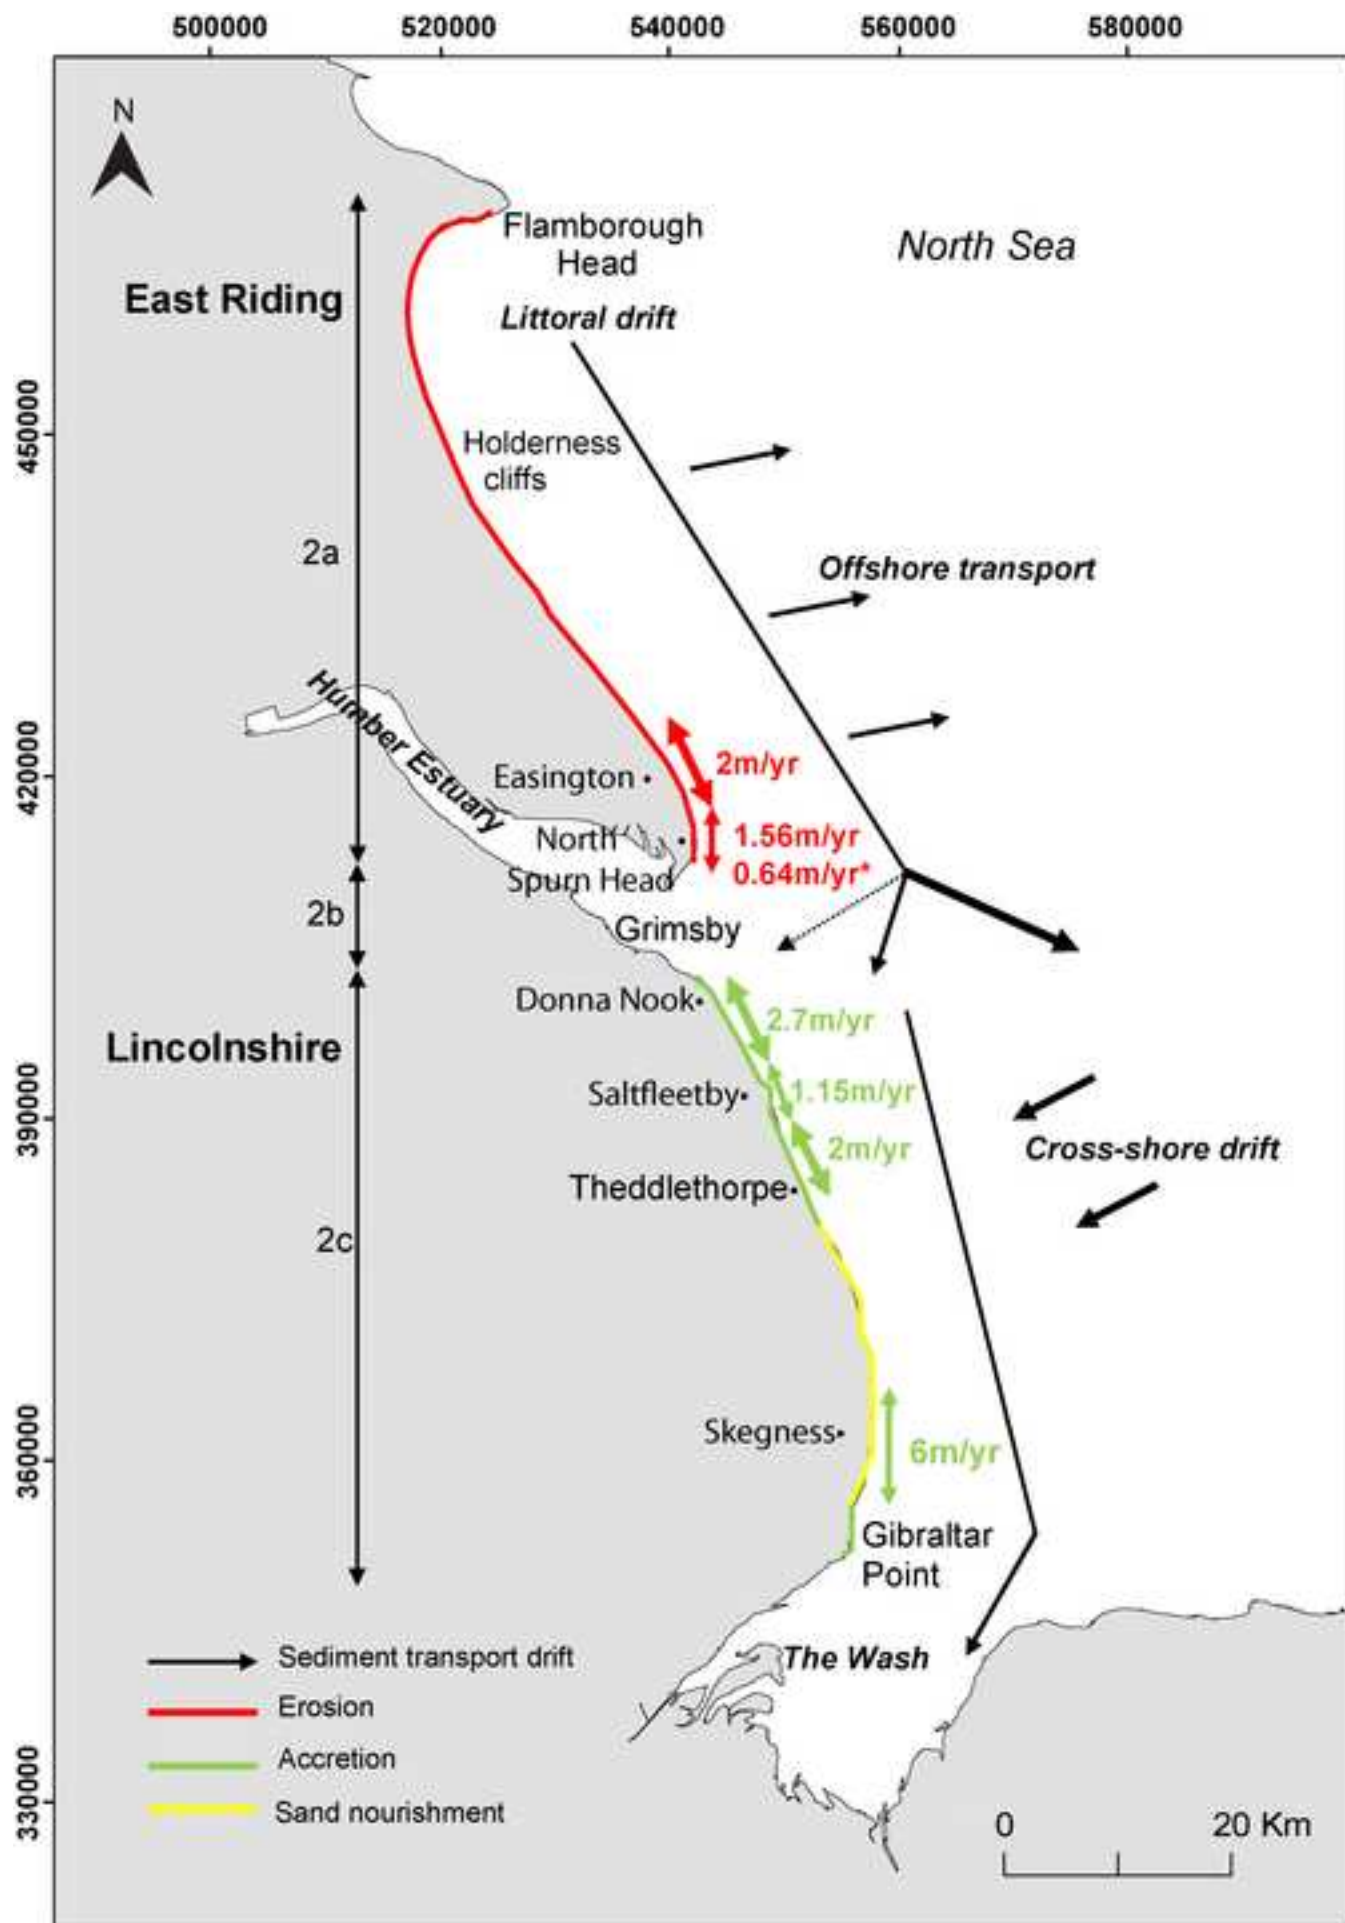 500000 520000 540000 560000 580000
N
Flamborough
Head
North Sea
East Riding
Littoral drift
450000
Holderness
cliffs
2a
Offshore transport
Humber Estuary
420000
Easington
2m/yr
North
1.56m/yr
Spurn Head
0.64m/yr*
2b
Grimsby
Donna Nook
2.7m/yr
Lincolnshire
390000
Saltfleetby
1.15m/yr
2m/yr
Cross-shore drift
Theddlethorpe
2c
360000
Skegness
6m/yr
Gibraltar
Point
The Wash
Sediment transport drift
Erosion
Accretion
Sand nourishment
330000
0 20 Km